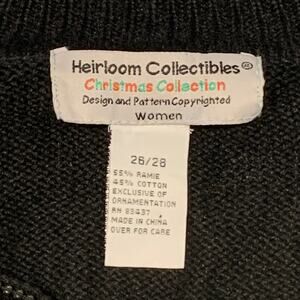 Heirloom Collectibles®
Christmas Collection
Design and Pattern Copyrighted
Women
26/28
55% RAMIE
45% COTTON
EXCLUSIVE OF
ORNAMENTATION
RN 83437
MADE IN CHINA
OVER FOR CARE